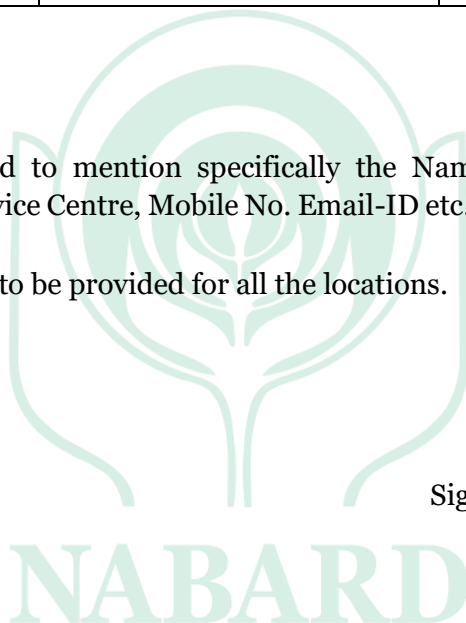 d to mention specifically the Nam
vice Centre, Mobile No. Email-ID etc.
to be provided for all the locations.
Sig
NABARD